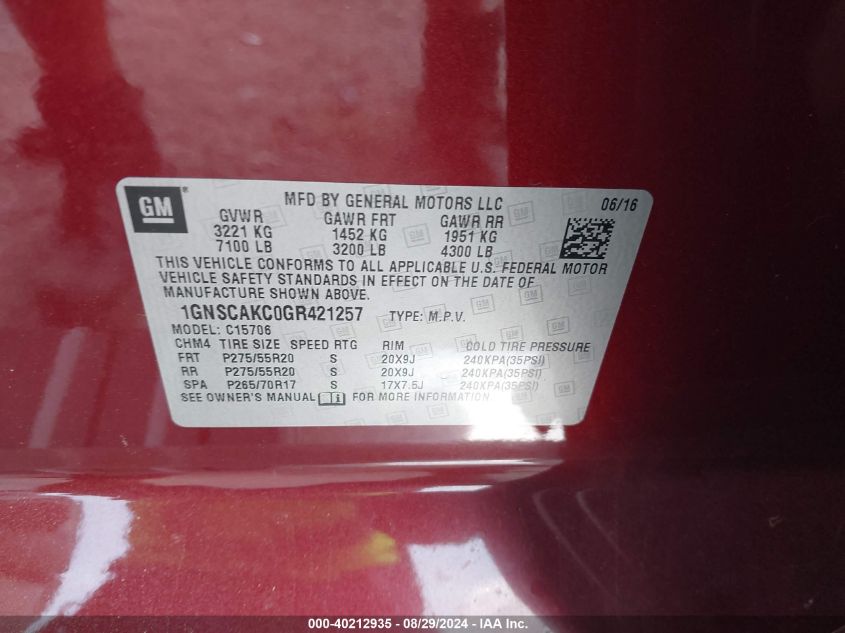 GM
MFD BY GENERAL MOTORS LLC 06/16
GVWR GAWR FRT GAWR RR
3221 KG 1452 KG 1951 KG
7100 LB 3200 LB 4300 LB
THIS VEHICLE CONFORMS TO ALL APPLICABLE U.S. FEDERAL MOTOR
VEHICLE SAFETY STANDARDS IN EFFECT ON THE DATE OF
MANUFACTURE SHOWN ABOVE.
1GNSCAKC0GR421257 TYPE: M.P.V.
MODEL: C15706
CHM4 TIRE SIZE SPEED RTG RIM COLD TIRE PRESSURE
FRT P275/55R20 S 20X9J 240KPA(35PSI)
RR P275/55R20 S 20X9J 240KPA(35PSI)
SPA P265/70R17 S 17X7.5J 240KPA(35PSI)
SEE OWNER'S MANUAL FOR MORE INFORMATION.
000-40212935 - 08/29/2024 - IAA Inc.